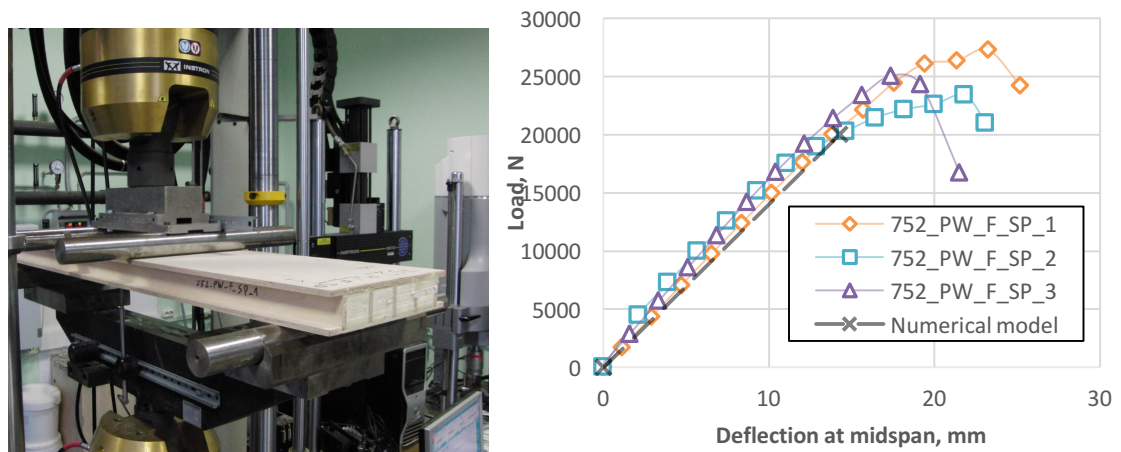 INSTRON
752_PW_F_SP_1
30000
25000
20000
15000
10000
5000
0
Load, N
752_PW_F_SP_1
752_PW_F_SP_2
752_PW_F_SP_3
Numerical model
0 10 20 30
Deflection at midspan, mm